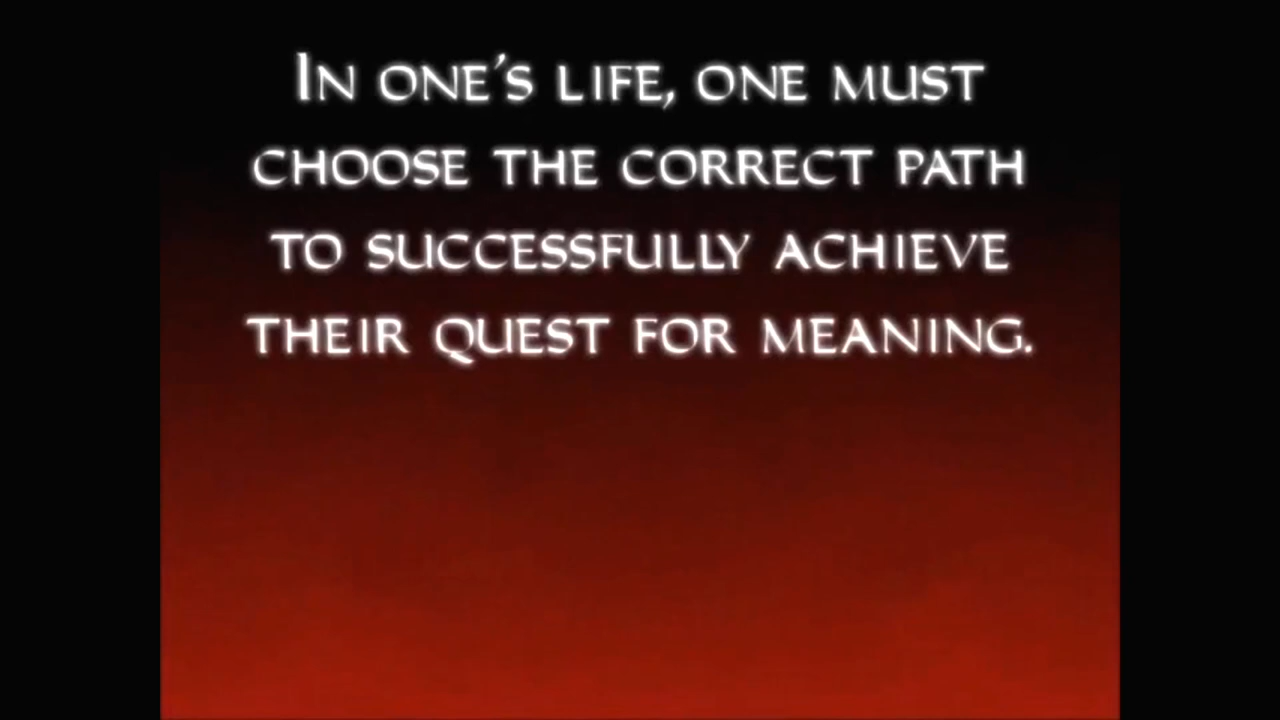 In one's life, one must
choose the correct path
to successfully achieve
their quest for meaning.